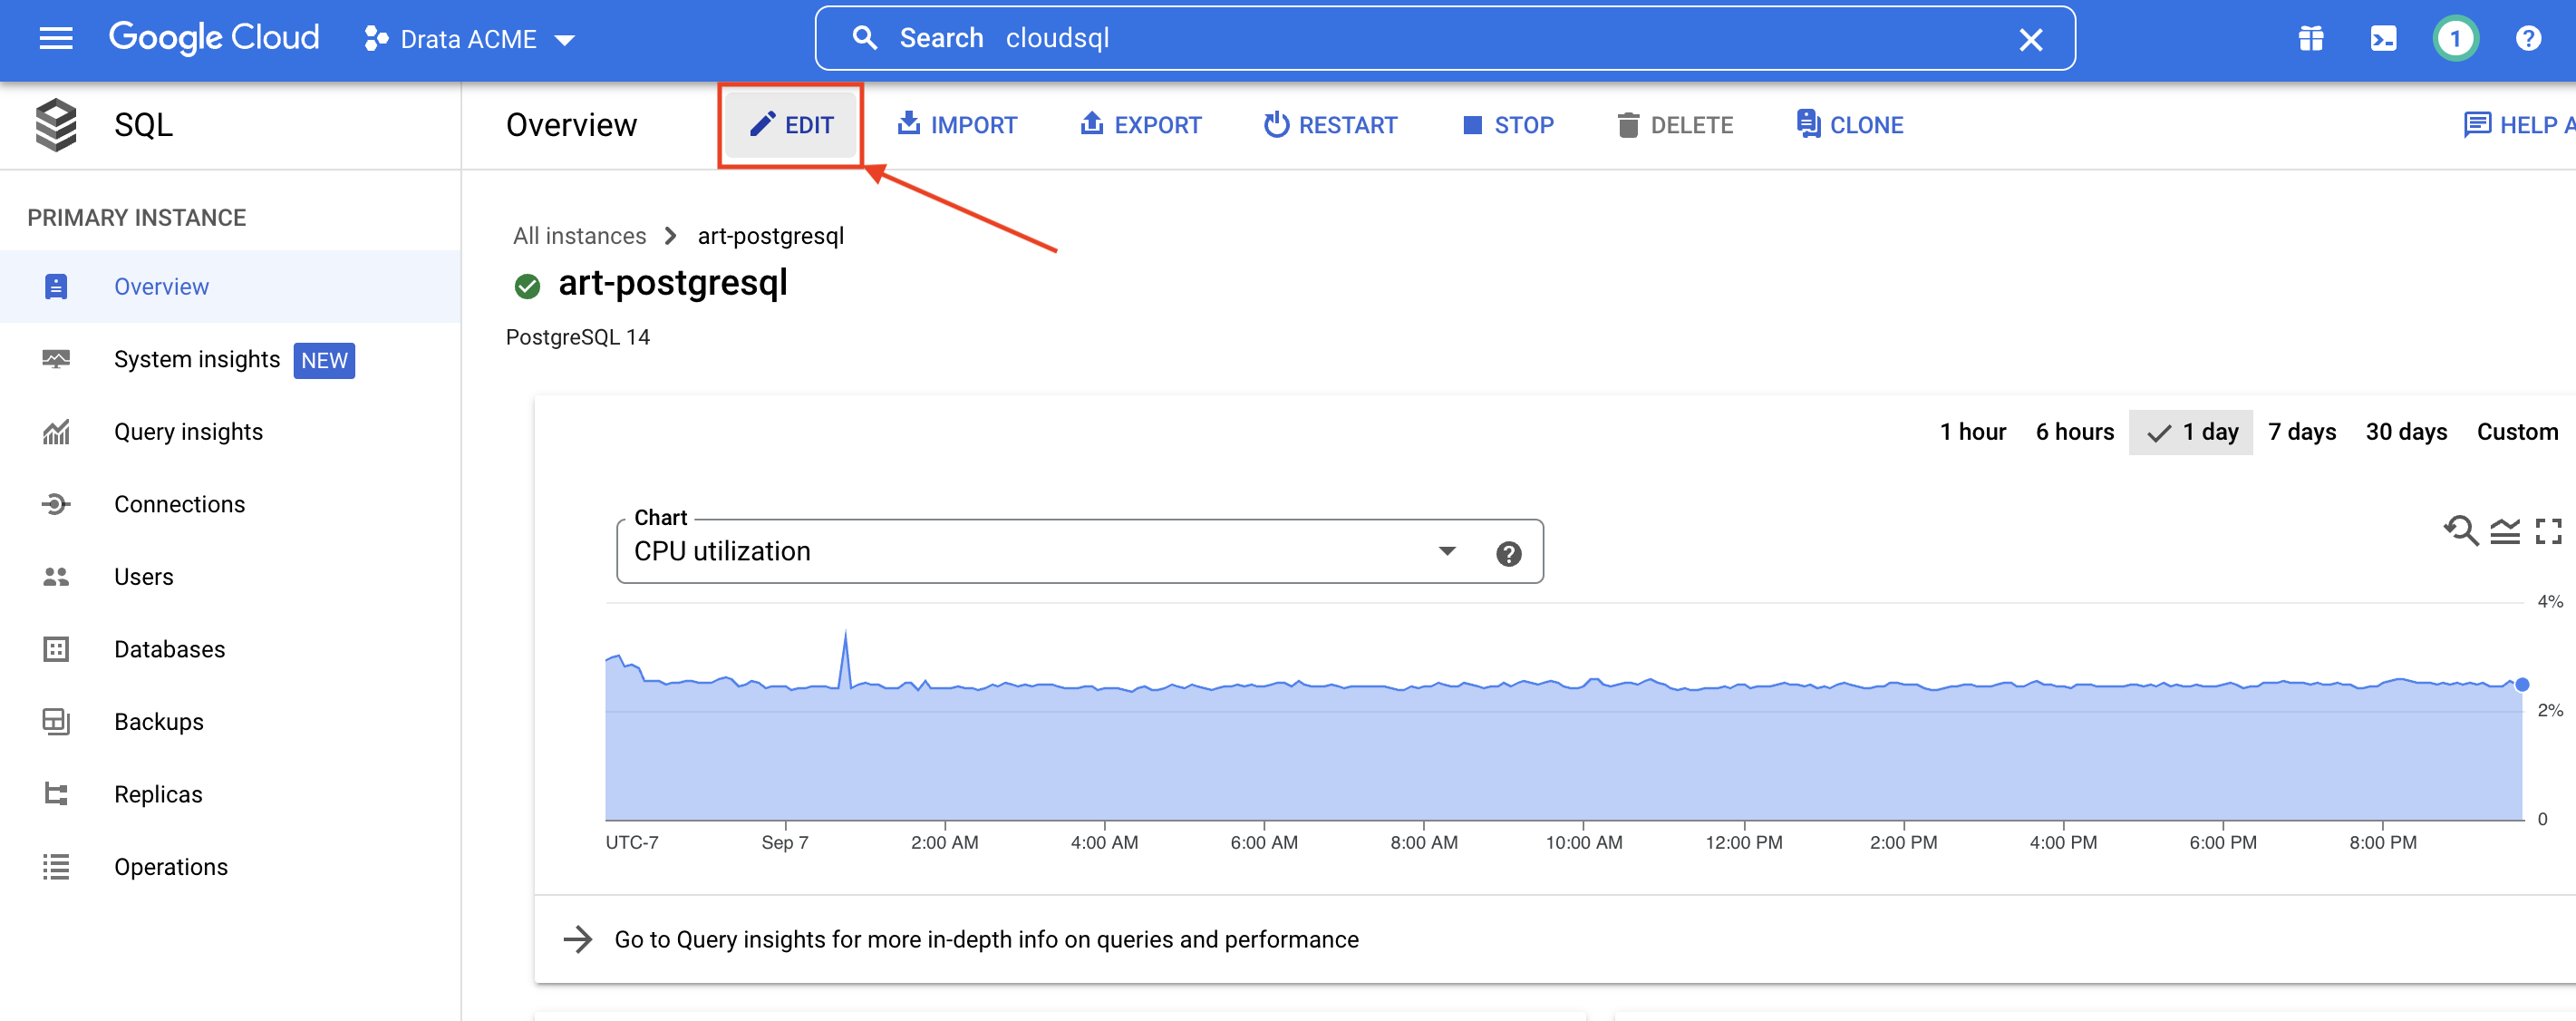 Google Cloud
Drata ACME
Search cloudsql
1
?
SQL
Overview
EDIT
IMPORT
EXPORT
RESTART
STOP
DELETE
CLONE
HELP A
PRIMARY INSTANCE
Overview
System insights NEW
Query insights
Connections
Users
Databases
Backups
Replicas
Operations
All instances > art-postgresql
art-postgresql
PostgreSQL 14
1 hour 6 hours 1 day 7 days 30 days Custom
Chart
CPU utilization
?
4%
2%
0
UTC-7 Sep 7 2:00 AM 4:00 AM 6:00 AM 8:00 AM 10:00 AM 12:00 PM 2:00 PM 4:00 PM 6:00 PM 8:00 PM
Go to Query insights for more in-depth info on queries and performance